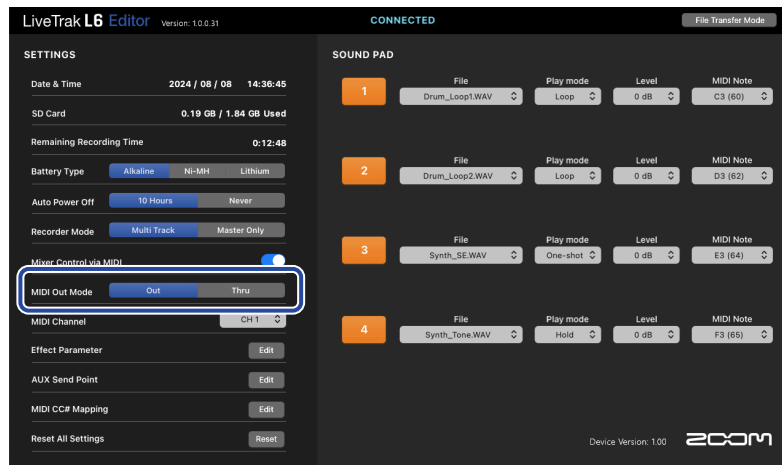 LiveTrak L6 Editor Version: 1.0.0.31
CONNECTED
File Transfer Mode
SETTINGS
Date & Time 2024 / 08 / 08 14:36:45
SD Card 0.19 GB / 1.84 GB Used
Remaining Recording Time 0:12:48
Battery Type Alkaline Ni-MH Lithium
Auto Power Off 10 Hours Never
Recorder Mode Multi Track Master Only
Mixer Control via MIDI
MIDI Out Mode Out Thru
MIDI Channel CH 1
Effect Parameter Edit
AUX Send Point Edit
MIDI CC# Mapping Edit
Reset All Settings Reset
SOUND PAD
File Play mode Level MIDI Note
1 Drum_Loop1.WAV Loop 0 dB C3 (60)
File Play mode Level MIDI Note
2 Drum_Loop2.WAV Loop 0 dB D3 (62)
File Play mode Level MIDI Note
3 Synth_SE.WAV One-shot 0 dB E3 (64)
File Play mode Level MIDI Note
4 Synth_Tone.WAV Hold 0 dB F3 (65)
Device Version: 1.00
ZOOM